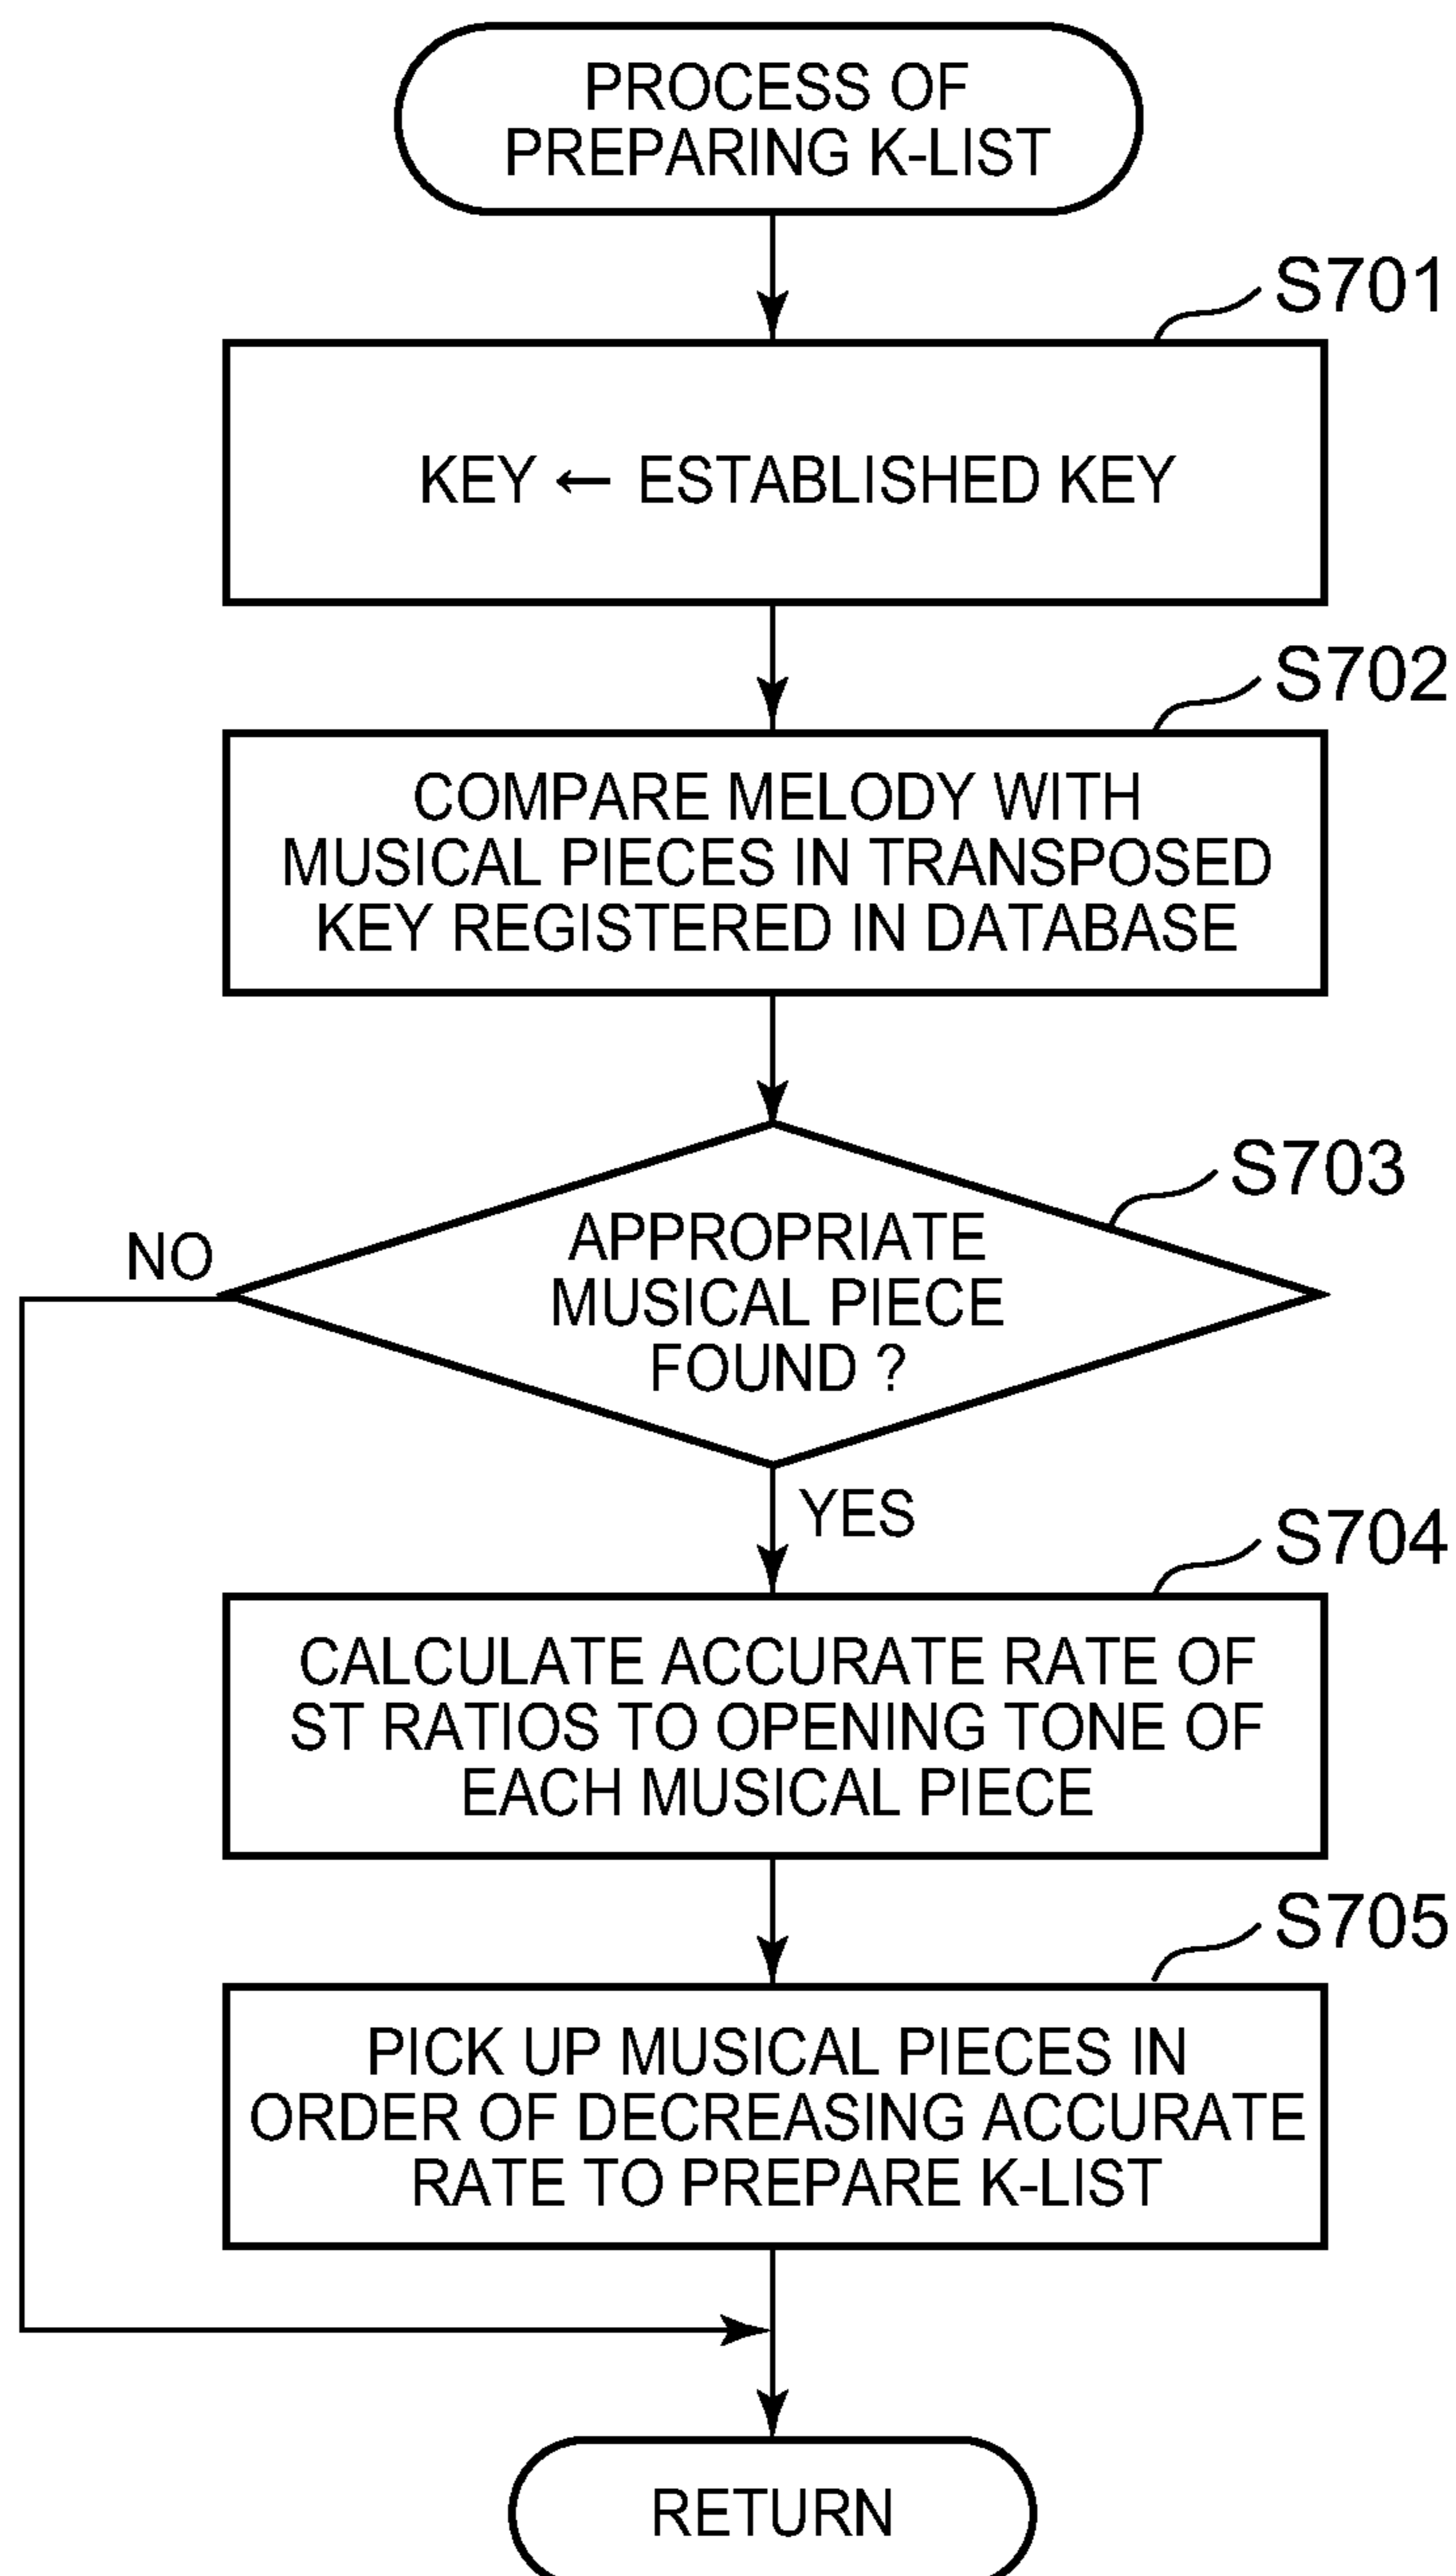 PROCESS OF
PREPARING K-LIST
S701
KEY ← ESTABLISHED KEY
S702
COMPARE MELODY WITH
MUSICAL PIECES IN TRANSPOSED
KEY REGISTERED IN DATABASE
S703
NO
APPROPRIATE
MUSICAL PIECE
FOUND ?
YES
S704
CALCULATE ACCURATE RATE OF
ST RATIOS TO OPENING TONE OF
EACH MUSICAL PIECE
S705
PICK UP MUSICAL PIECES IN
ORDER OF DECREASING ACCURATE
RATE TO PREPARE K-LIST
RETURN